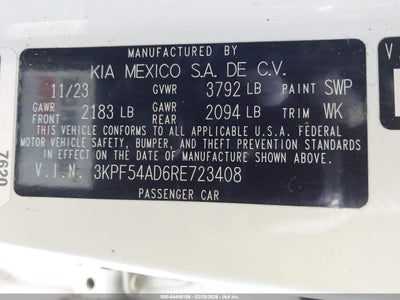 MANUFACTURED BY
KIA MEXICO S.A. DE C.V.
11/23 GVWR 3792 LB PAINT SWP
GAWR FRONT 2183 LB GAWR REAR 2094 LB TRIM WK
THIS VEHICLE CONFORMS TO ALL APPLICABLE U.S.A. FEDERAL
MOTOR VEHICLE SAFETY, BUMPER, AND THEFT PREVENTION STANDARDS
IN EFFECT ON THE DATE OF MANUFACTURE SHOWN ABOVE.
V.I.N. 3KPF54AD6RE723408
PASSENGER CAR
7620
V